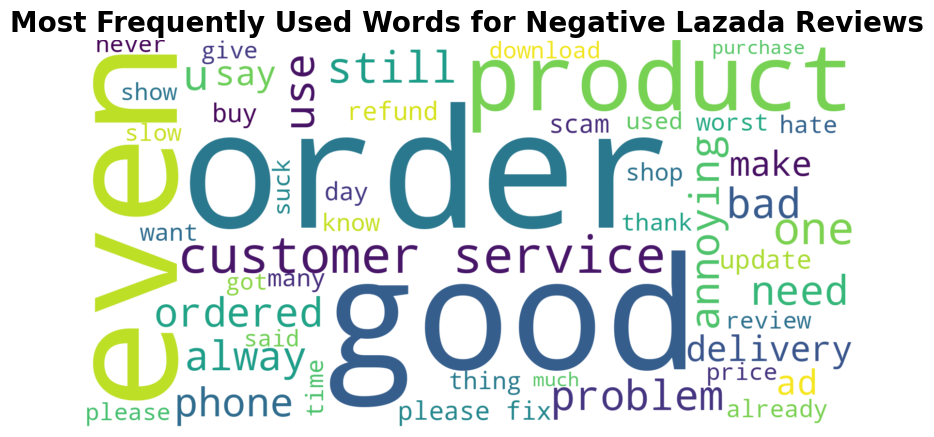 Most Frequently Used Words for Negative Lazada Reviews
never
give
download
purchase
show
u
say
use
still
product
even
slow
buy
refund
scam
used
worst
hate
order
suck
day
shop
annoying
make
bad
want
know
thank
one
customer service
update
got
many
good
need
ordered
said
review
alway
delivery
time
thing
much
price
ad
please
phone
please fix
problem
already